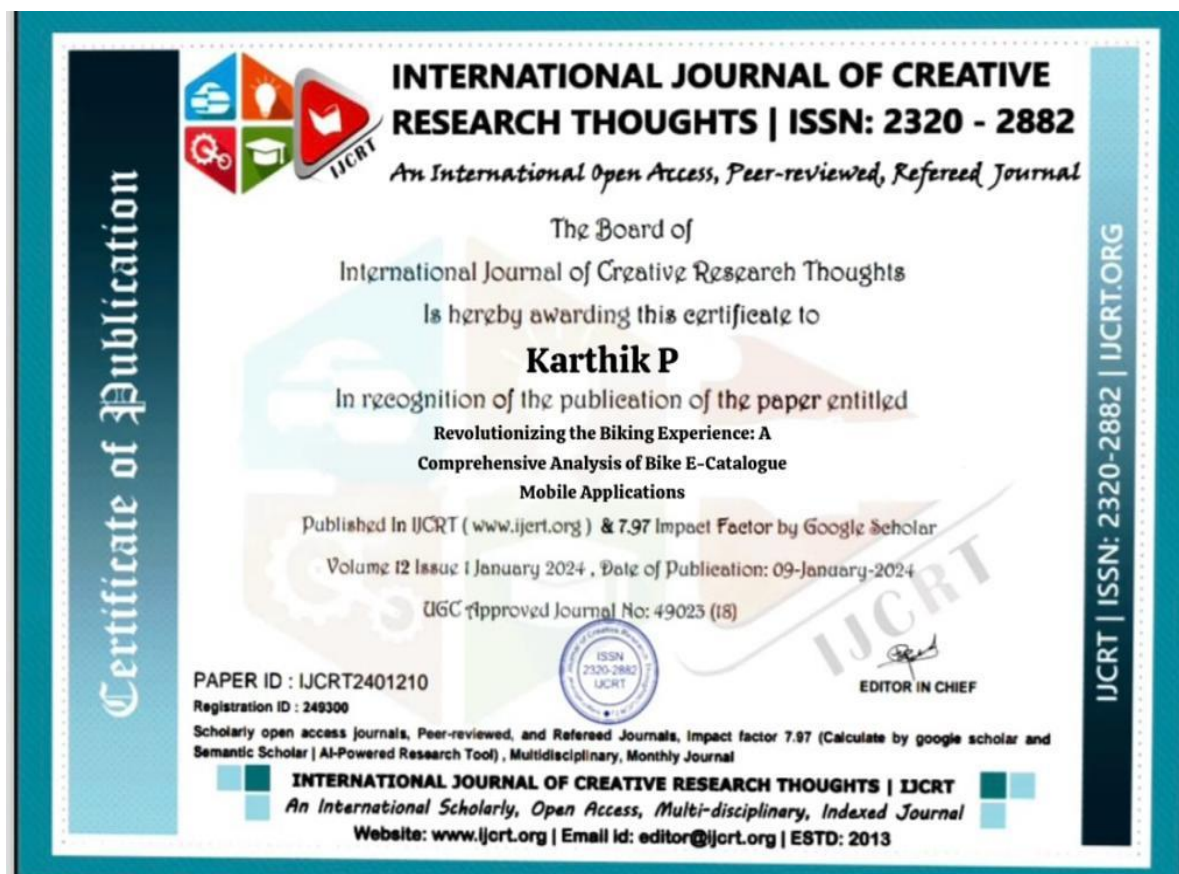 Certificate of Publication
IJCRT
INTERNATIONAL JOURNAL OF CREATIVE
RESEARCH THOUGHTS | ISSN: 2320 - 2882
An International Open Access, Peer-reviewed, Refereed Journal
The Board of
International Journal of Creative Research Thoughts
Is hereby awarding this certificate to
Karthik P
In recognition of the publication of the paper entitled
Revolutionizing the Biking Experience: A
Comprehensive Analysis of Bike E-Catalogue
Mobile Applications
Published In IJCRT ( www.ijcrt.org ) & 7.97 Impact Factor by Google Scholar
Volume 12 Issue 1 January 2024 , Date of Publication: 09-January-2024
UGC Approved Journal No: 49023 (18)
IJCRT
ISSN
2320-2882
IJCRT
PAPER ID : IJCRT2401210
Registration ID : 249300
EDITOR IN CHIEF
Scholarly open access journals, Peer-reviewed, and Refereed Journals, Impact factor 7.97 (Calculate by google scholar and
Semantic Scholar | AI-Powered Research Tool) , Multidisciplinary, Monthly Journal
INTERNATIONAL JOURNAL OF CREATIVE RESEARCH THOUGHTS | IJCRT
An International Scholarly, Open Access, Multi-disciplinary, Indexed Journal
Website: www.ijcrt.org | Email id: editor@ijcrt.org | ESTD: 2013
IJCRT | ISSN: 2320-2882 | IJCRT.ORG